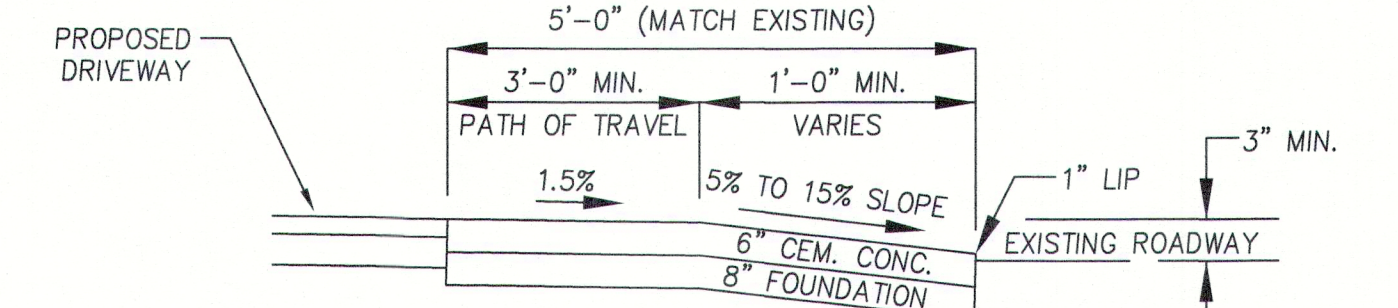 5'-0" (MATCH EXISTING)
PROPOSED
DRIVEWAY
3'-0" MIN.
1'-0" MIN.
PATH OF TRAVEL
VARIES
3" MIN.
1.5%
5% TO 15% SLOPE
1" LIP
6" CEM. CONC.
EXISTING ROADWAY
8" FOUNDATION